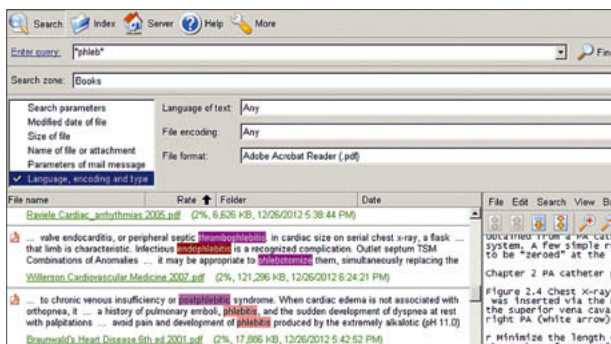 Search Index Server Help More
Enter query: "phleb* Fin
Search zone: Books
Search parameters
Modified date of file
Size of file
Name of file or attachment
Parameters of mail message
Language, encoding and type
Language of text: Any
File encoding: Any
File format: Adobe Acrobat Reader (.pdf)
File name Rate Folder Date
Raviele Cardiac_arrhythmias 2005.pdf (2%, 6,626 KB, 12/26/2012 5:38:44 PM)
... valve endocarditis, or peripheral septic thrombophlebitis. in cardiac size on serial chest x-ray, a flask ...
that limb is characteristic. Infectious endophlebitis is a recognized complication. Outlet septum TSM
Combinations of Anomalies ... it may be appropriate to phlebotomize them, simultaneously replacing the
Willerson Cardiovascular Medicine 2007.pdf (2%, 121,296 KB, 12/26/2012 6:24:21 PM)
... to chronic venous insufficiency or postphlebitic syndrome. When cardiac edema is not associated with
orthopnea, it ... a history of pulmonary emboli, phlebitis, and the sudden development of dyspnea at rest
with palpitations ... avoid pain and development of phlebitis produced by the extremely alkalotic (pH 11.0)
Braunwald's Heart Disease 6th ed 2001.pdf (2%, 17,886 KB, 12/26/2012 5:42:52 PM)
File Edit Search View B
obtained from a PA cat
system. A few simple r
to be "zeroed" at the
chapter 2 PA catheter
Figure 2.4 Chest X-ray
was inserted via the
the superior vena cava
right PA (white arrow)
r Minimize the length